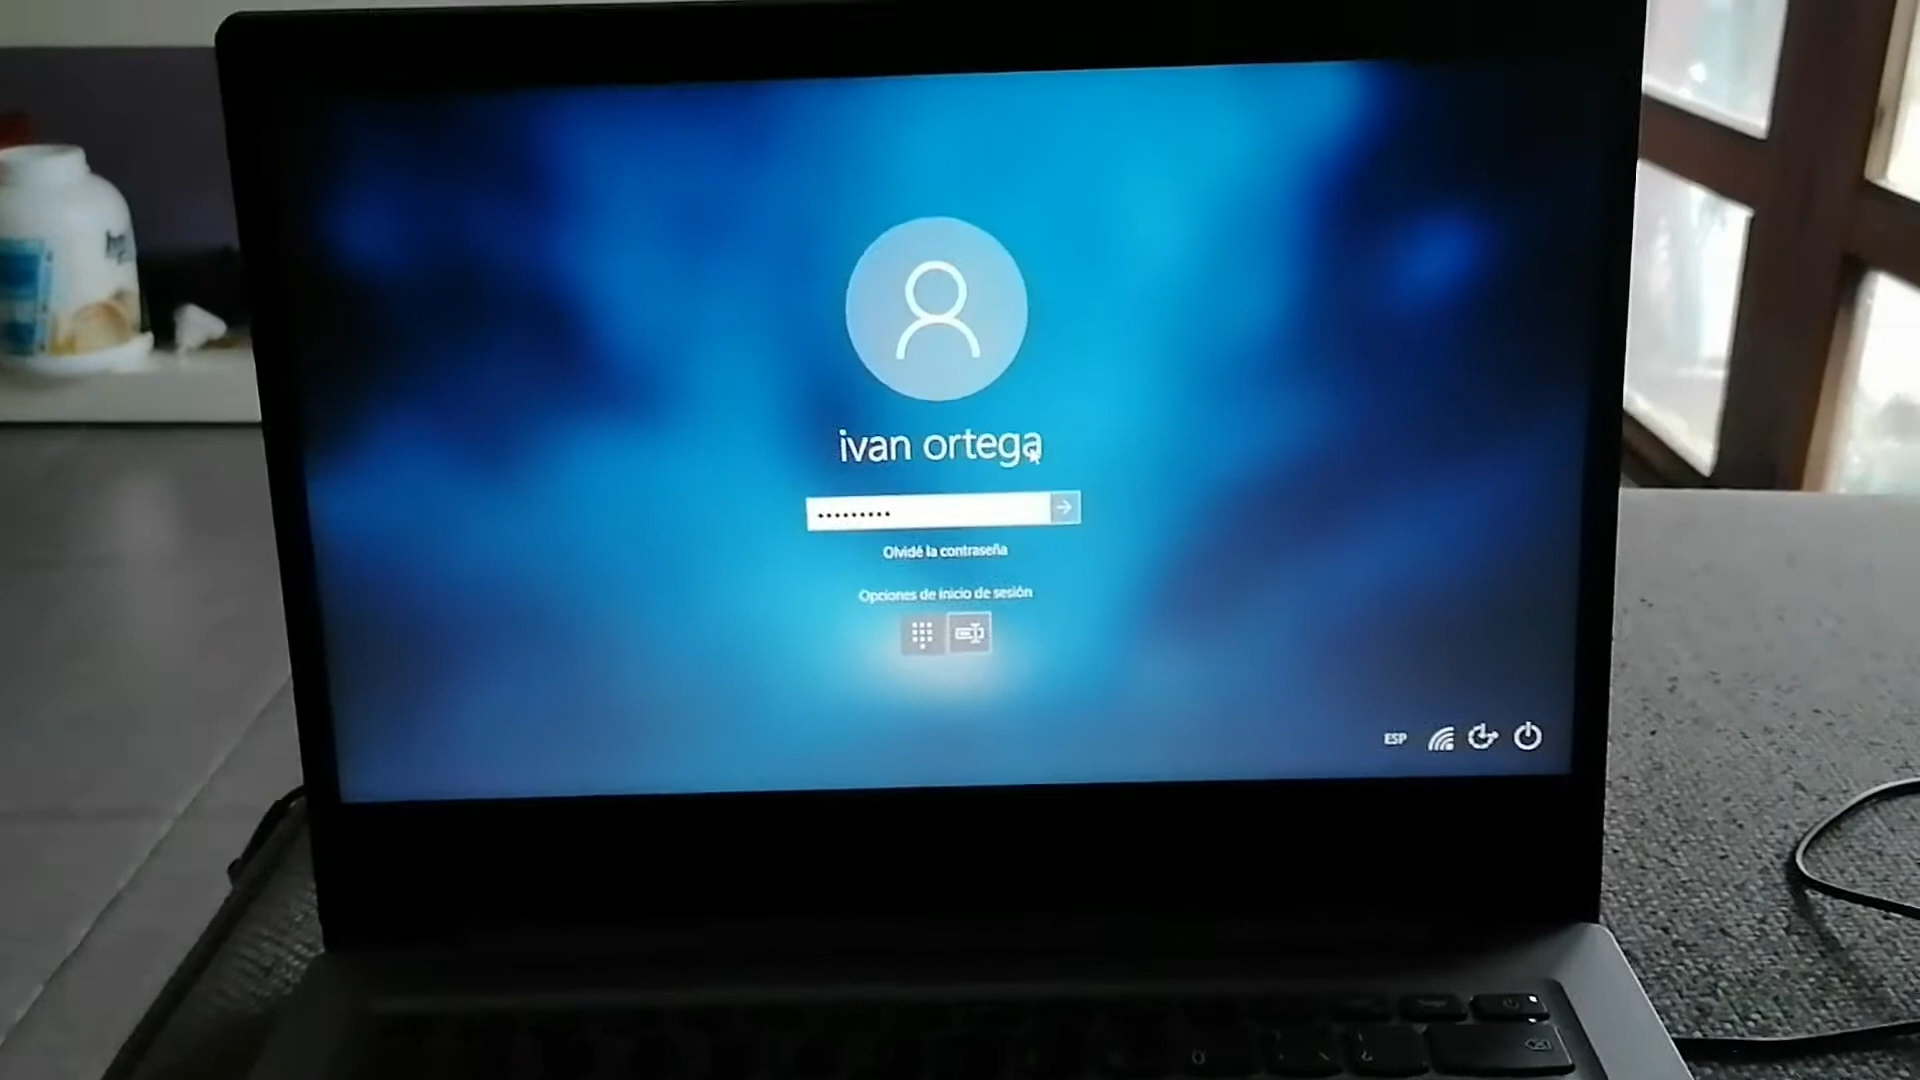 ivan ortega
Olvidé la contraseña
Opciones de inicio de sesión
ESP